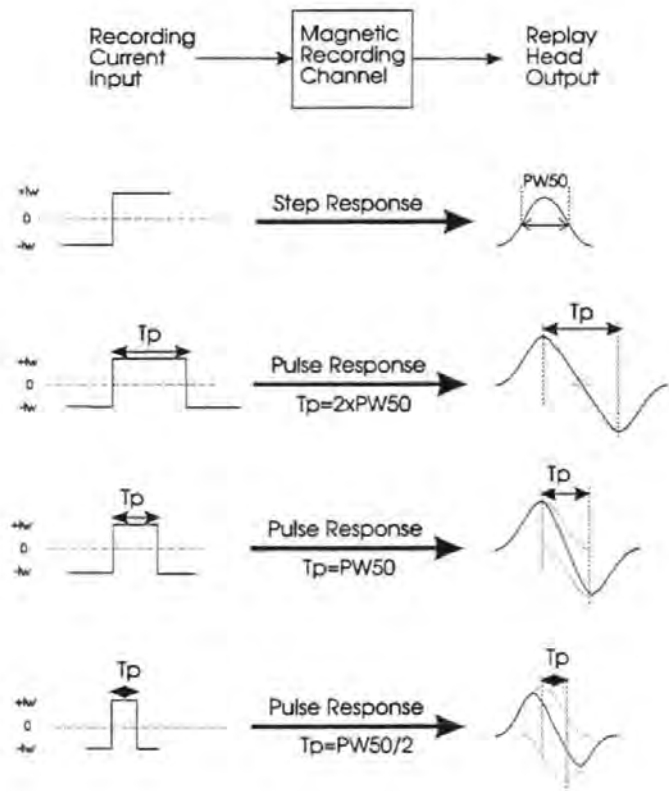 Recording
Current
Input
Magnetic
Recording
Channel
Replay
Head
Output
+Iw
0
-Iw
Step Response
PW50
Tp
+Iw
0
-Iw
Pulse Response
Tp=2xPW50
Tp
Tp
+Iw
0
-Iw
Pulse Response
Tp=PW50
Tp
Tp
+Iw
0
-Iw
Pulse Response
Tp=PW50/2
Tp